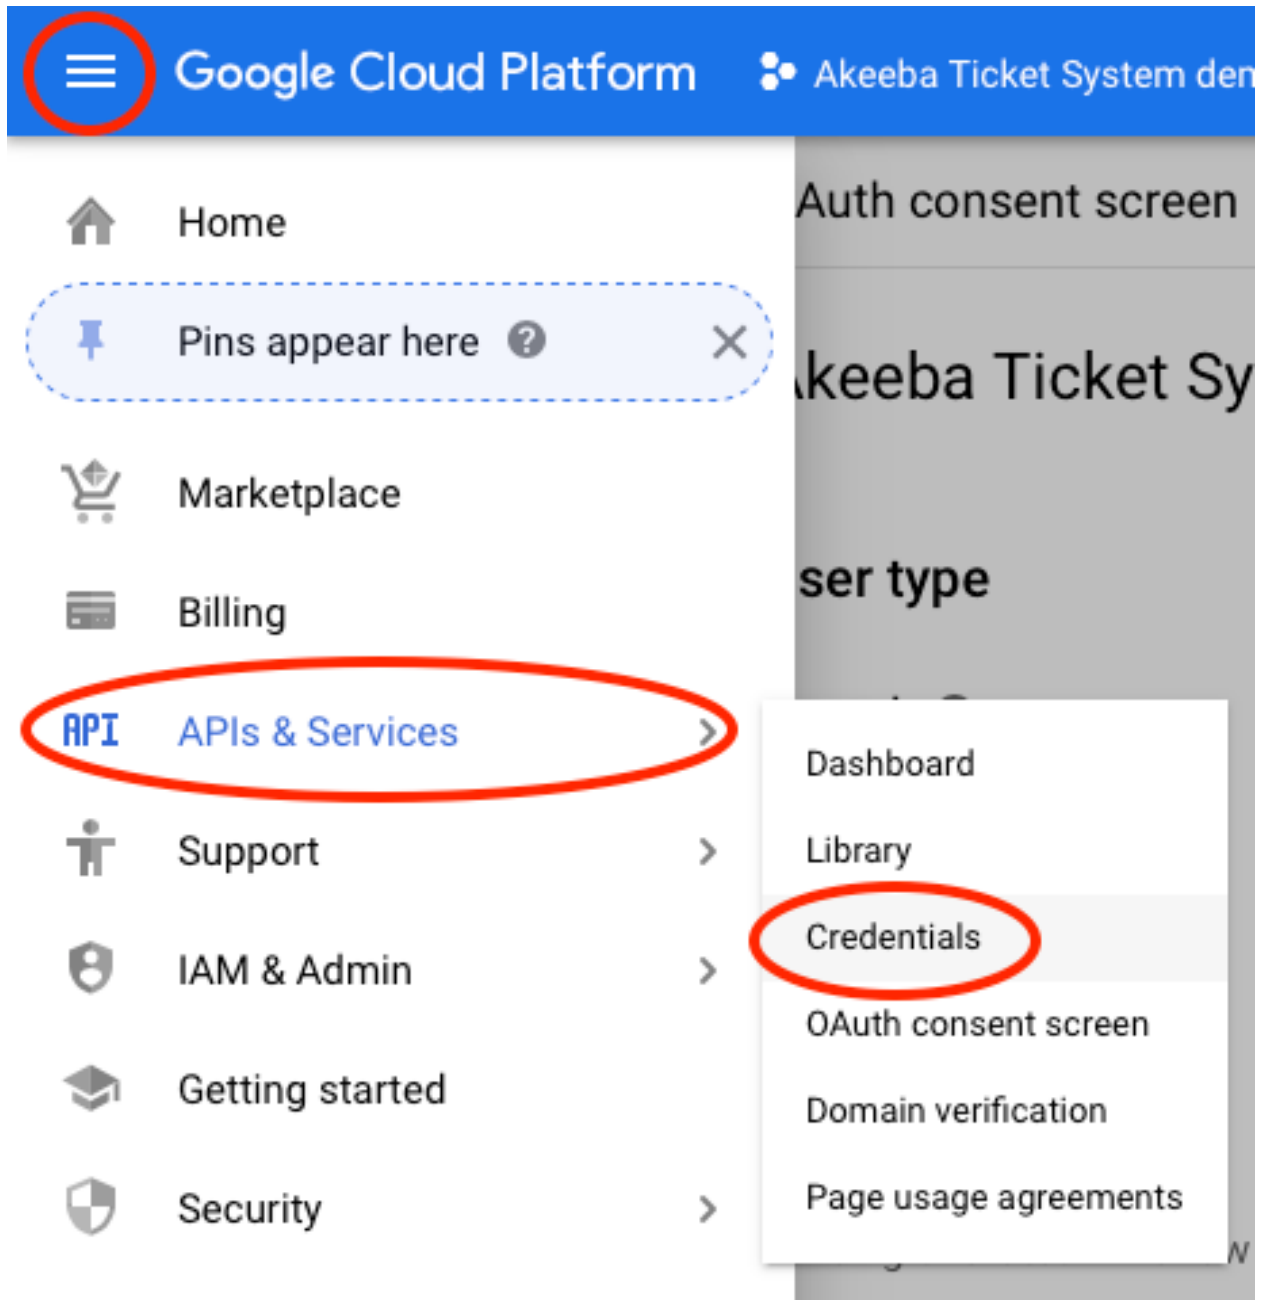 Google Cloud Platform
Akeeba Ticket System
Home
Pins appear here
Marketplace
Billing
API APIs & Services
Support
IAM & Admin
Getting started
Security
Auth consent screen
keeba Ticket Sy
ser type
Dashboard
Library
Credentials
OAuth consent screen
Domain verification
Page usage agreements